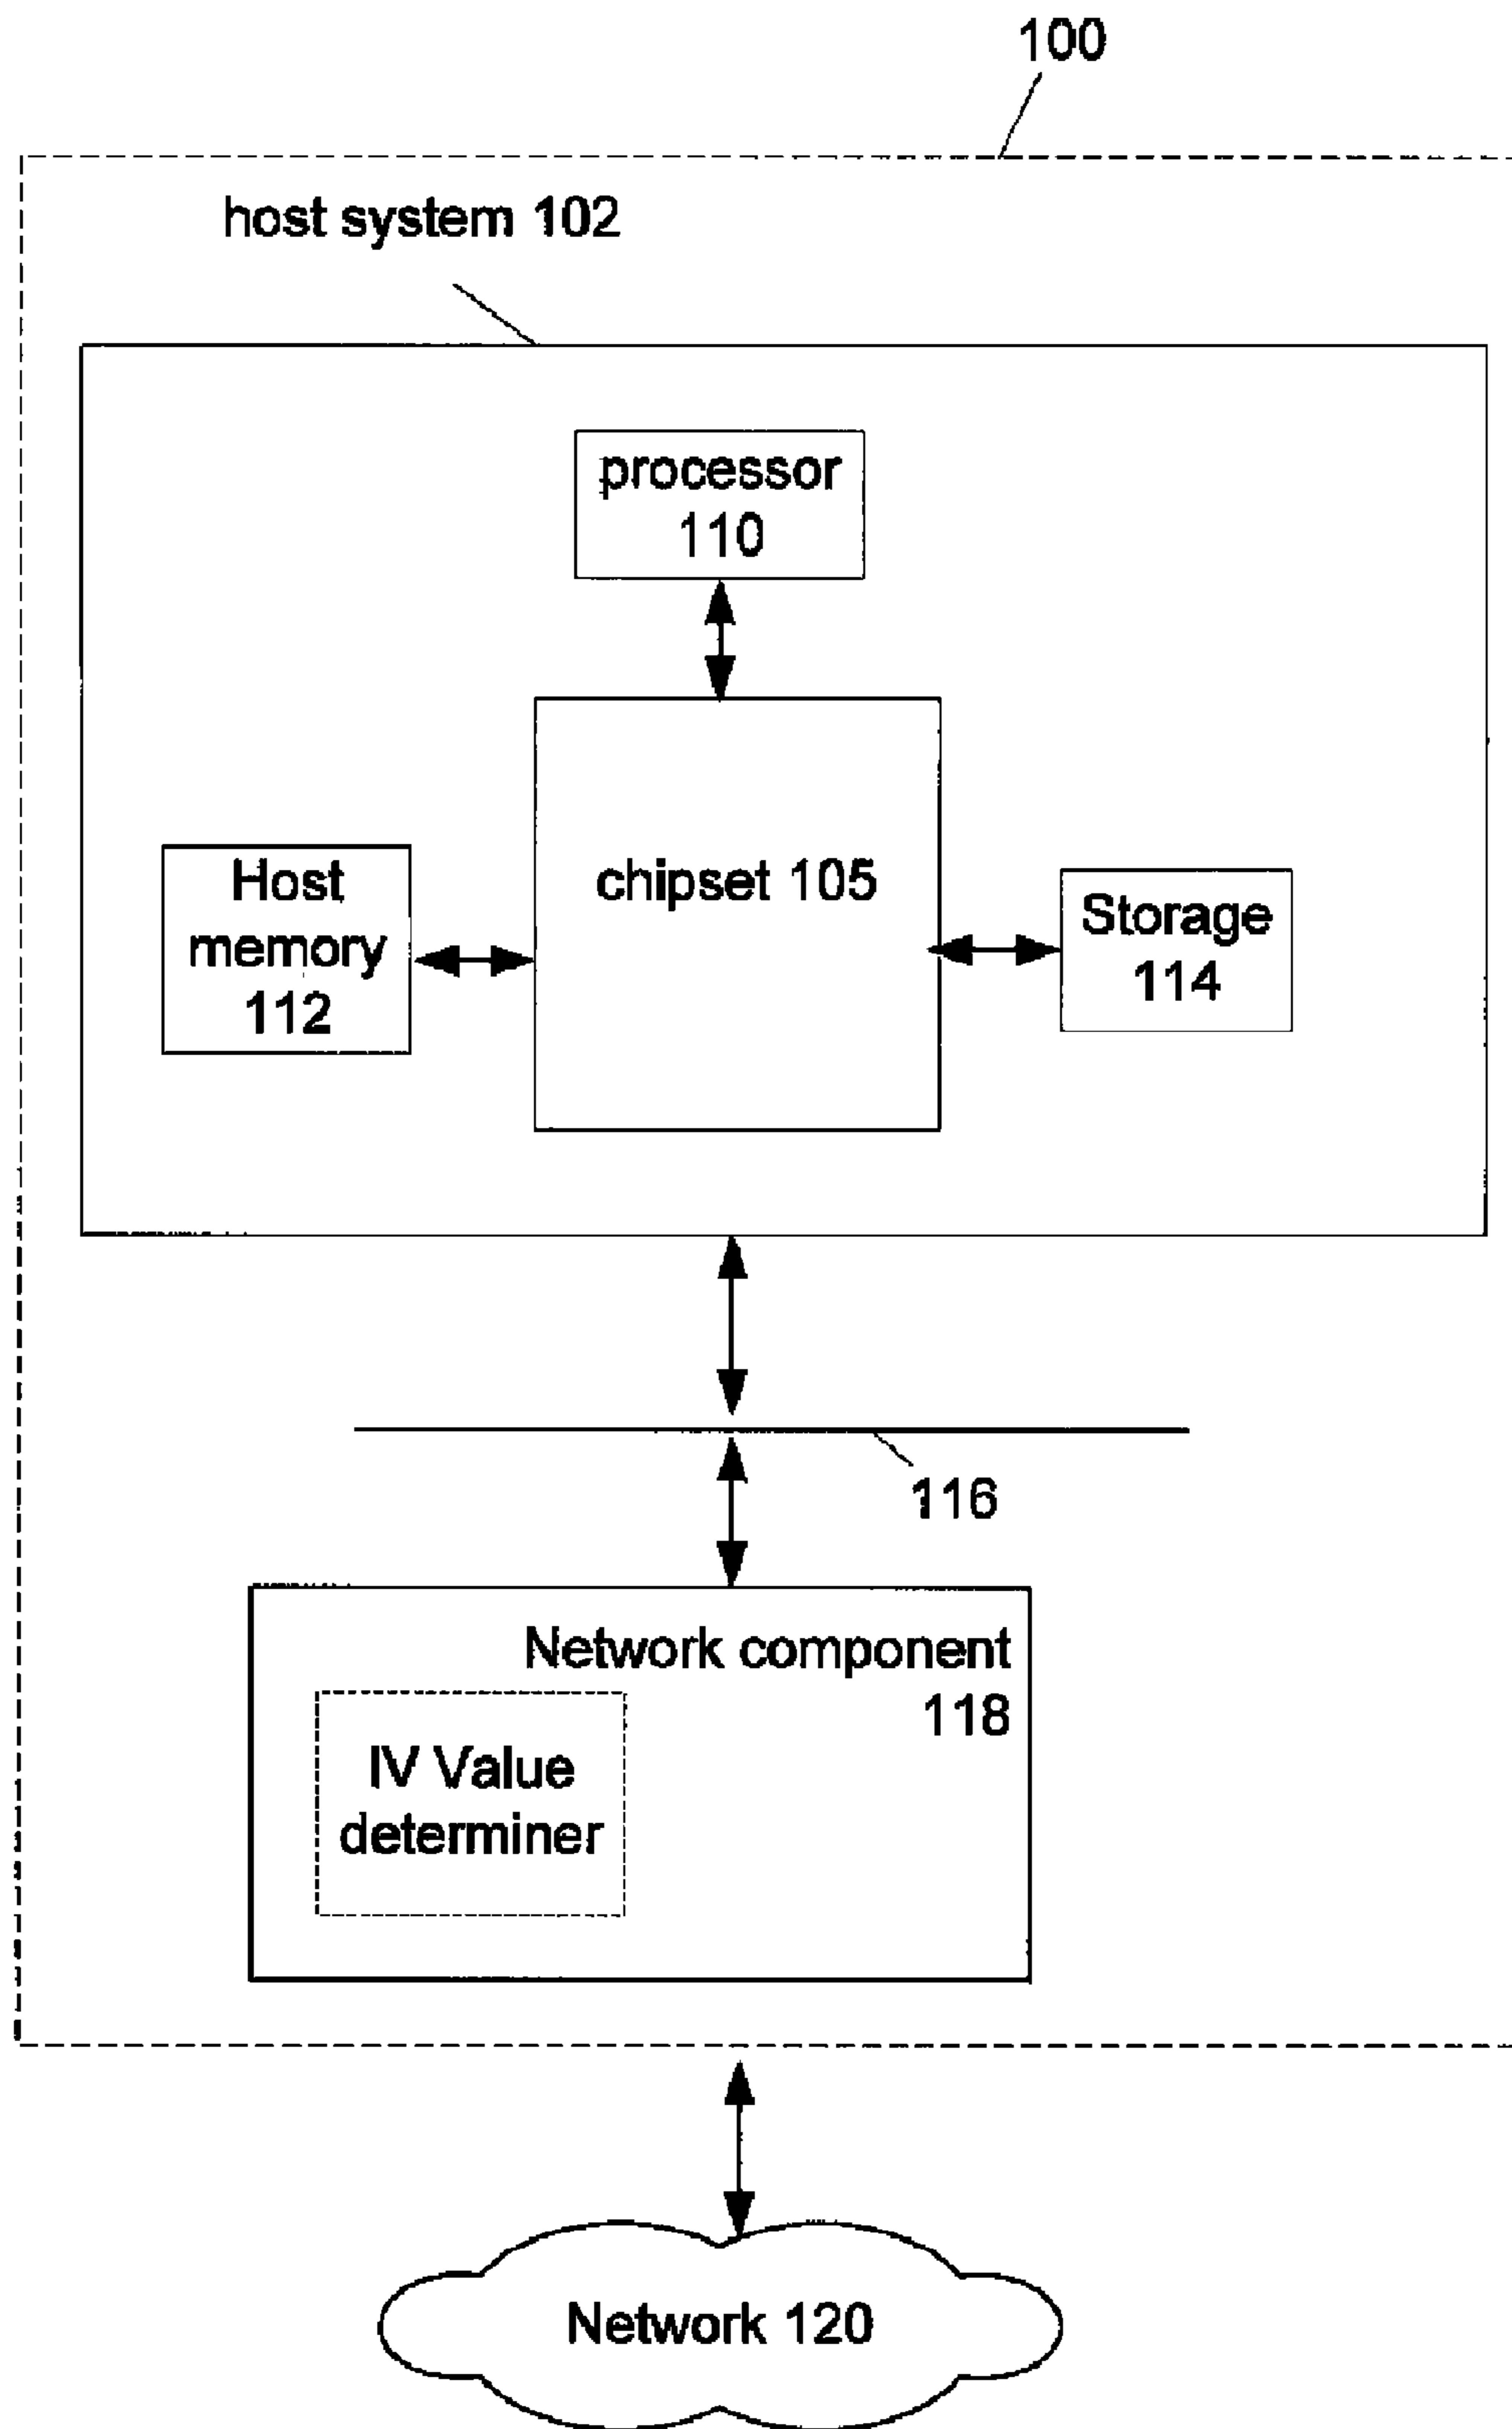 100
host system 102
processor
110
chipset 105
Host
memory
112
Storage
114
116
Network component
118
IV Value
determiner
Network 120